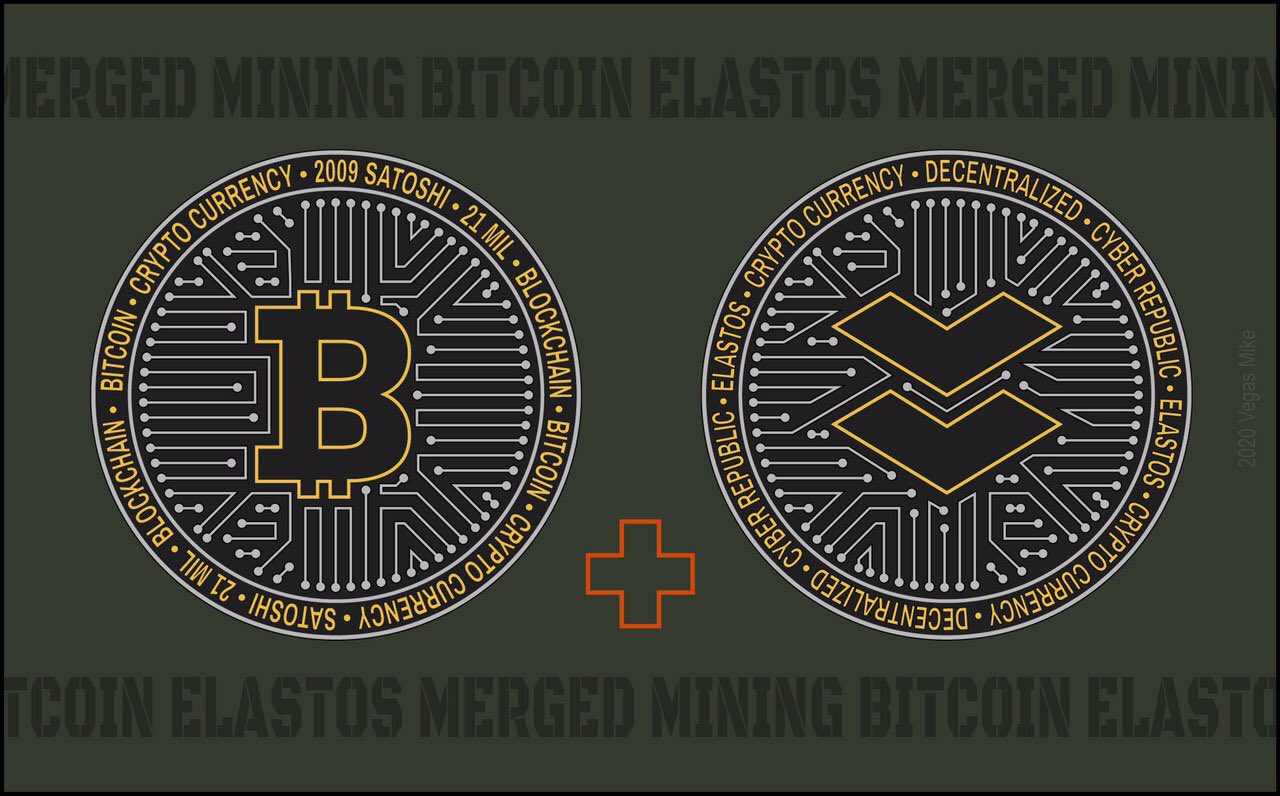 MERGED MINING BITCOIN ELASTOS MERGED MININ
BITCOIN • CRYPTO CURRENCY • 2009 SATOSHI • 21 MIL • BLOCKCHAIN • BITCOIN • CRYPTO CURRENCY • SATOSHI • 21 MIL • BLOCKCHAIN •
ELASTOS • CRYPTO CURRENCY • DECENTRALIZED • CYBER REPUBLIC • ELASTOS • CRYPTO CURRENCY • DECENTRALIZED • CYBER REPUBLIC •
2020 Vegas Mike
TCOIN ELASTOS MERGED MINING BITCOIN ELASTO